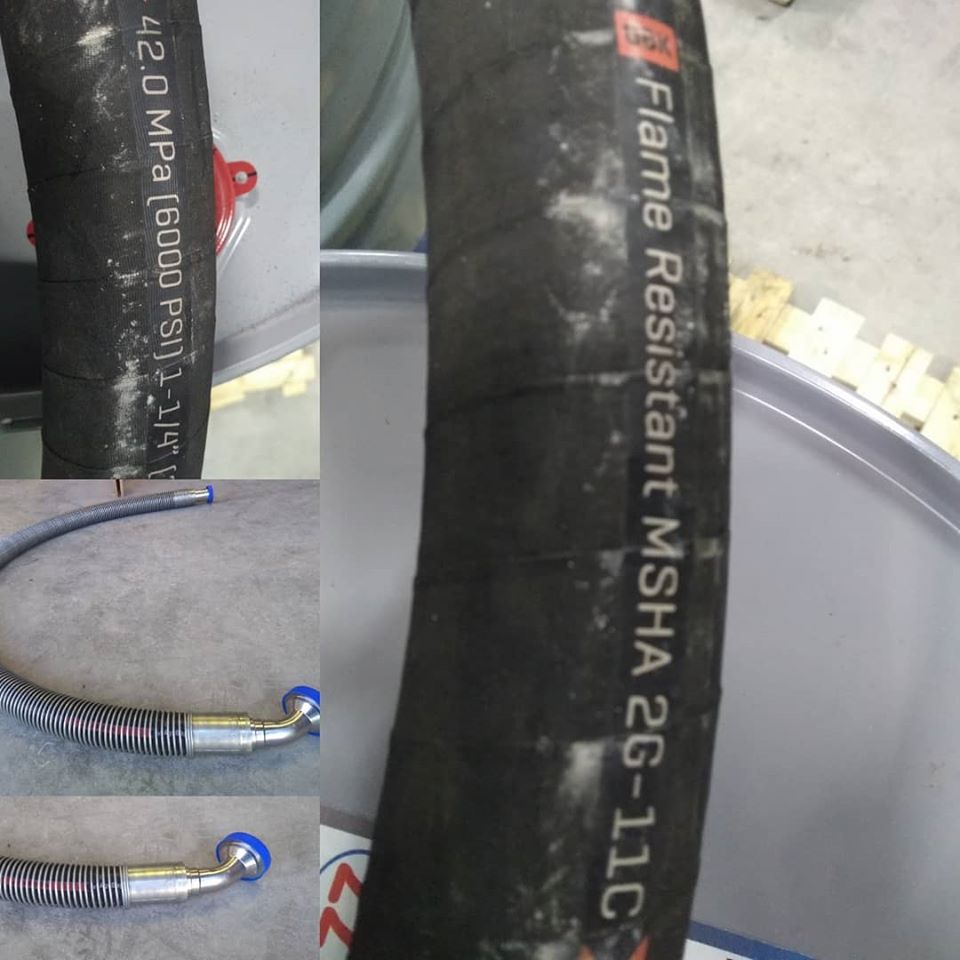 42.0 MPa (6000 PSI) 1-1/4"
Flame Resistant MSHA 2G-11C